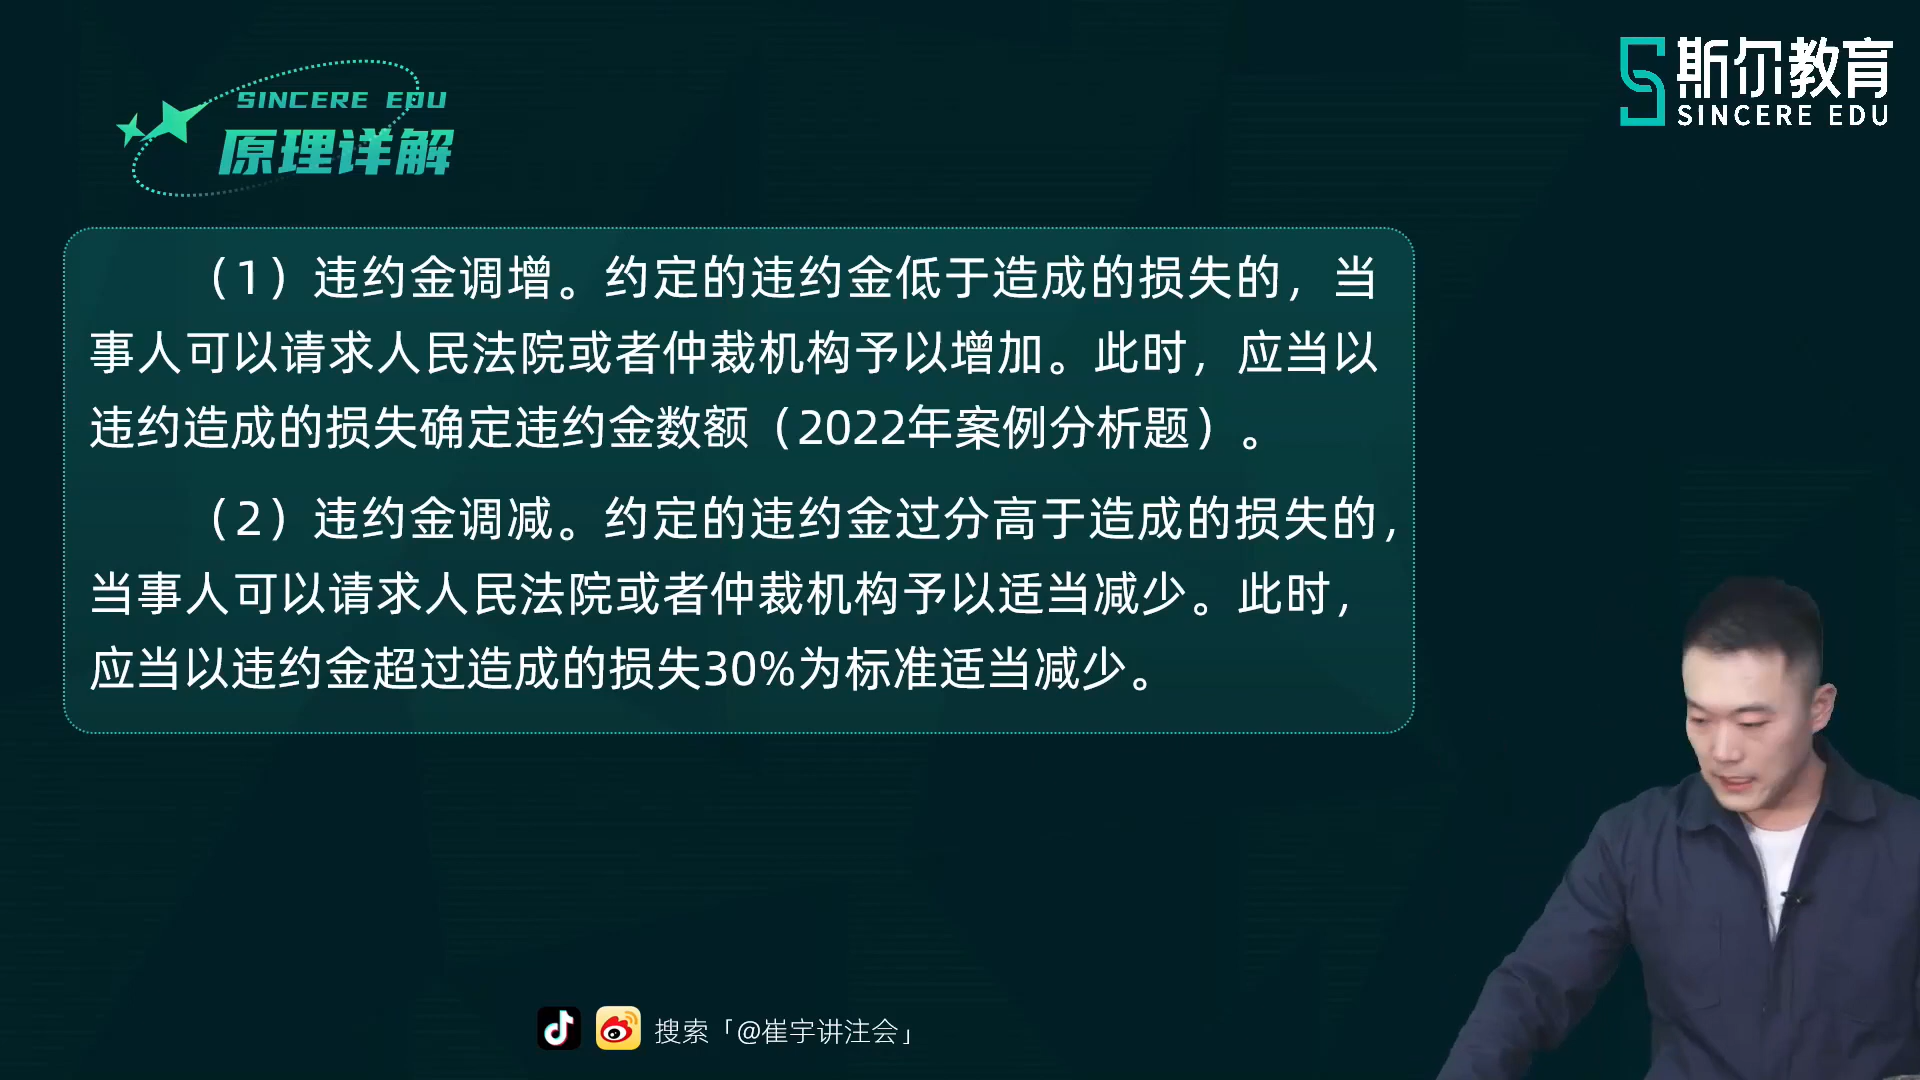 SINCERE EDU
原理详解
斯尔教育
SINCERE EDU
（1）违约金调增。约定的违约金低于造成的损失的，当
事人可以请求人民法院或者仲裁机构予以增加。此时，应当以
违约造成的损失确定违约金数额（2022年案例分析题）。
（2）违约金调减。约定的违约金过分高于造成的损失的，
当事人可以请求人民法院或者仲裁机构予以适当减少。此时，
应当以违约金超过造成的损失30%为标准适当减少。
搜索「@崔宇讲注会」